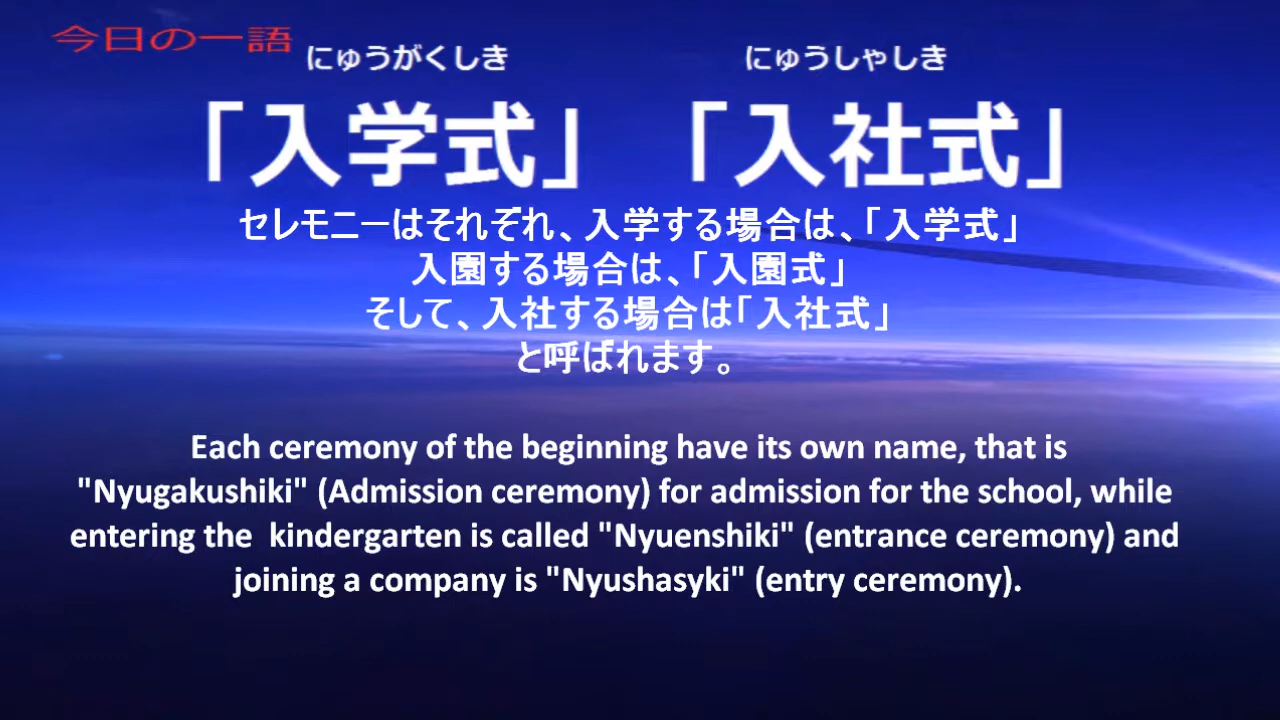 今日の一語
にゅうがくしき にゅうしゃしき
「入学式」 「入社式」
セレモニーはそれぞれ、入学する場合は、「入学式」
入園する場合は、「入園式」
そして、入社する場合は「入社式」
と呼ばれます。
Each ceremony of the beginning have its own name, that is
"Nyugakushiki" (Admission ceremony) for admission for the school, while
entering the  kindergarten is called "Nyuenshiki" (entrance ceremony) and
joining a company is "Nyushasyki" (entry ceremony).